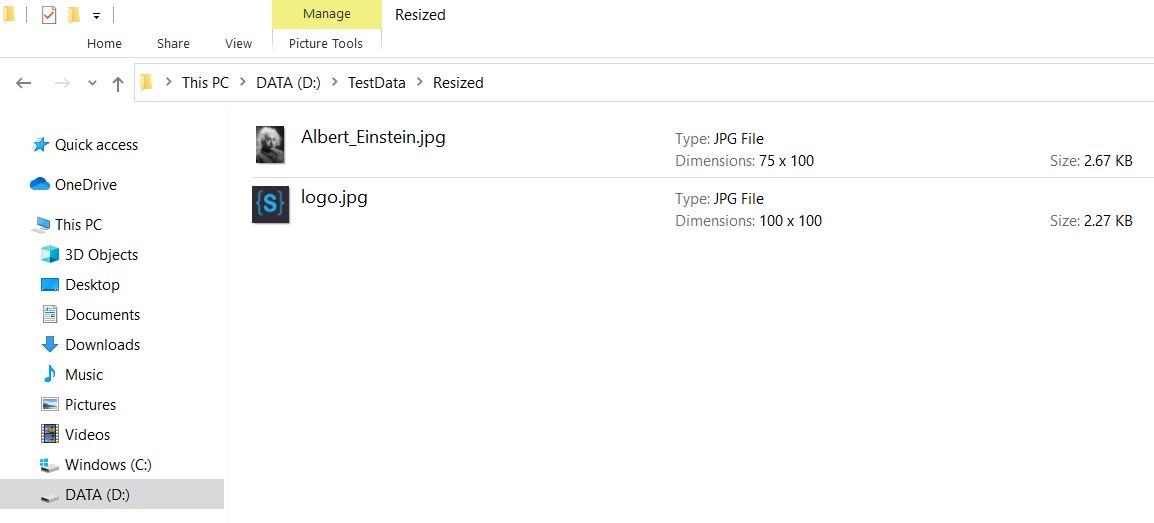 Manage Resized
Home Share View Picture Tools
This PC DATA (D:) TestData Resized
Quick access
OneDrive
This PC
3D Objects
Desktop
Documents
Downloads
Music
Pictures
Videos
Windows (C:)
DATA (D:)
Albert_Einstein.jpg
Type: JPG File
Dimensions: 75 x 100
Size: 2.67 KB
{S}
logo.jpg
Type: JPG File
Dimensions: 100 x 100
Size: 2.27 KB